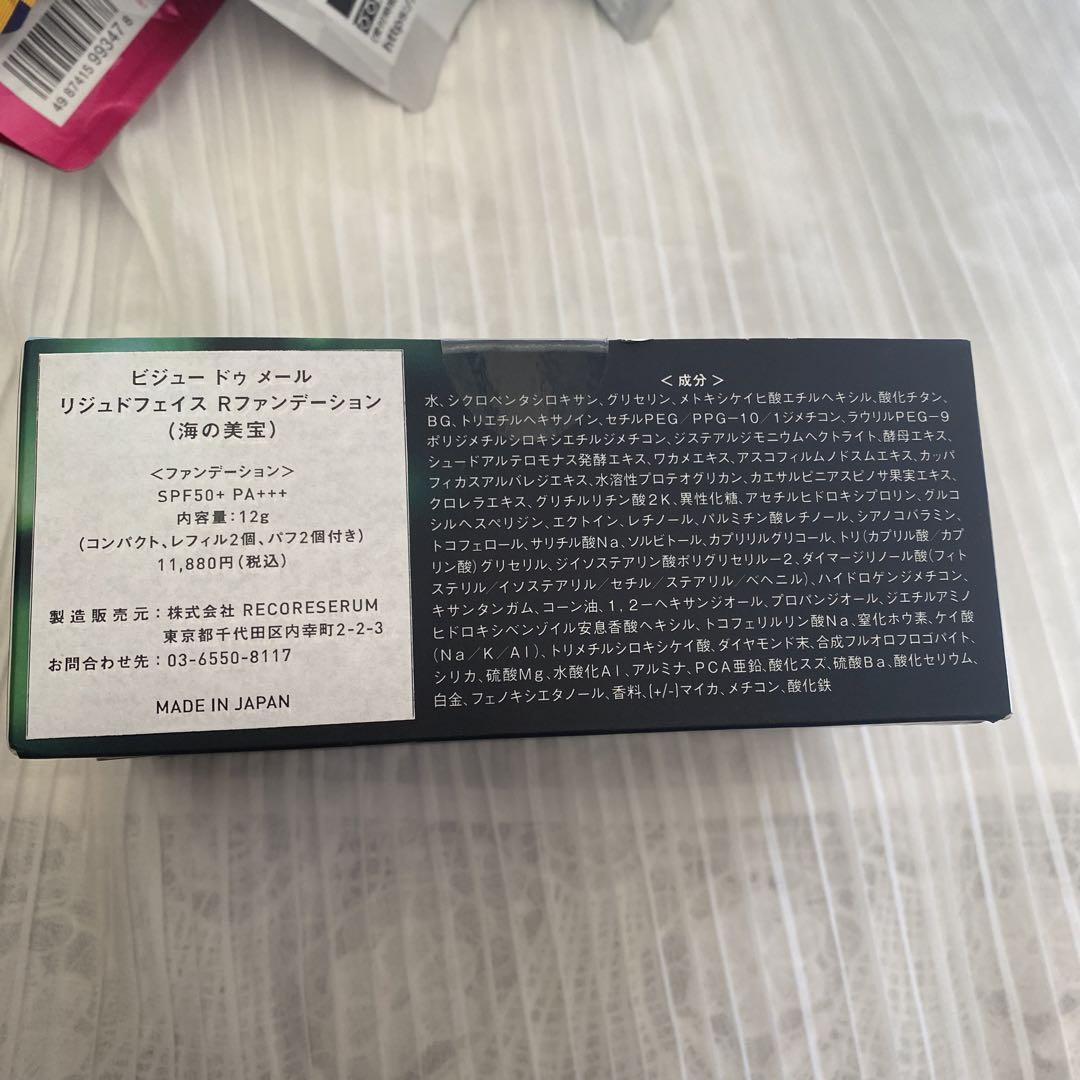 49 87415 99347 8
https:/
ビジュー ドゥ メール
リジュドフェイス Rファンデーション
(海の美宝)
<ファンデーション>
SPF50+ PA+++
内容量:12g
(コンパクト、レフィル2個、パフ2個付き)
11,880円(税込)
製造販売元:株式会社 RECORESERUM
東京都千代田区内幸町2-2-3
お問合わせ先:03-6550-8117
MADE IN JAPAN
<成分>
水、シクロペンタシロキサン、グリセリン、メトキシケイヒ酸エチルヘキシル、酸化チタン、
BG、トリエチルヘキサノイン、セチルPEG/PPG-10/1ジメチコン、ラウリルPEG-9
ポリジメチルシロキシエチルジメチコン、ジステアルジモニウムヘクトライト、酵母エキス、
シュードアルテロモナス発酵エキス、ワカメエキス、アスコフィルムノドスムエキス、カッパ
フィカスアルバレジエキス、水溶性プロテオグリカン、カエサルピニアスピノサ果実エキス、
クロレラエキス、グリチルリチン酸2K、異性化糖、アセチルヒドロキシプロリン、グルコ
シルヘスペリジン、エクトイン、レチノール、パルミチン酸レチノール、シアノコバラミン、
トコフェロール、サリチル酸Na、ソルビトール、カプリリルグリコール、トリ(カプリル酸/カプ
リン酸)グリセリル、ジイソステアリン酸ポリグリセリル-2、ダイマージリノール酸(フィト
ステリル/イソステアリル/セチル/ステアリル/ベヘニル)、ハイドロゲンジメチコン、
キサンタンガム、コーン油、1,2-ヘキサンジオール、プロパンジオール、ジエチルアミノ
ヒドロキシベンゾイル安息香酸ヘキシル、トコフェリルリン酸Na、窒化ホウ素、ケイ酸
(Na/K/Al)、トリメチルシロキシケイ酸、ダイヤモンド末、合成フルオロフロゴパイト、
シリカ、硫酸Mg、水酸化Al、アルミナ、PCA亜鉛、酸化スズ、硫酸Ba、酸化セリウム、
白金、フェノキシエタノール、香料、(+/-)マイカ、メチコン、酸化鉄